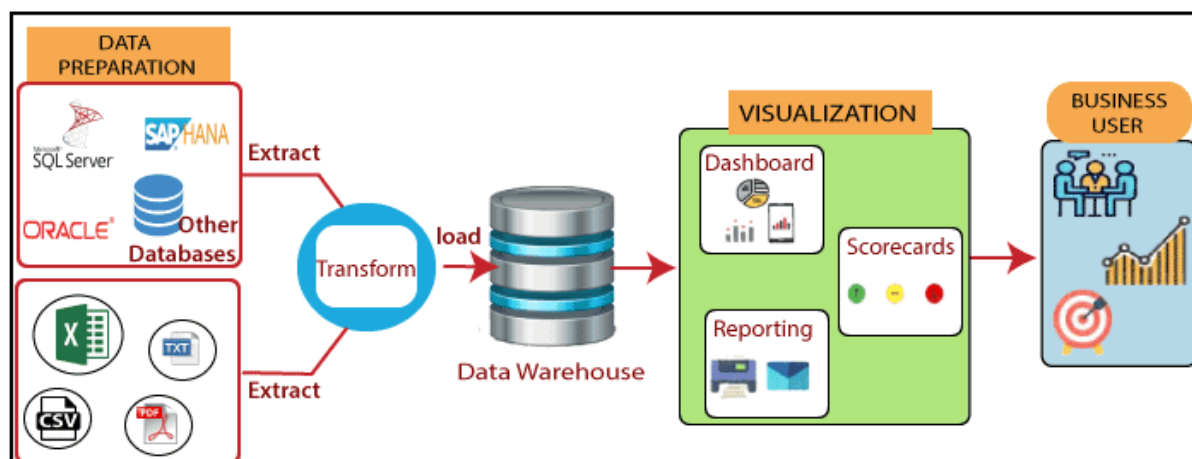 DATA
PREPARATION
Microsoft®
SQL Server
SAP HANA
ORACLE®
Other
Databases
Extract
X
TXT
CSV
PDF
Extract
Transform
load
Data Warehouse
VISUALIZATION
Dashboard
Scorecards
Reporting
BUSINESS
USER